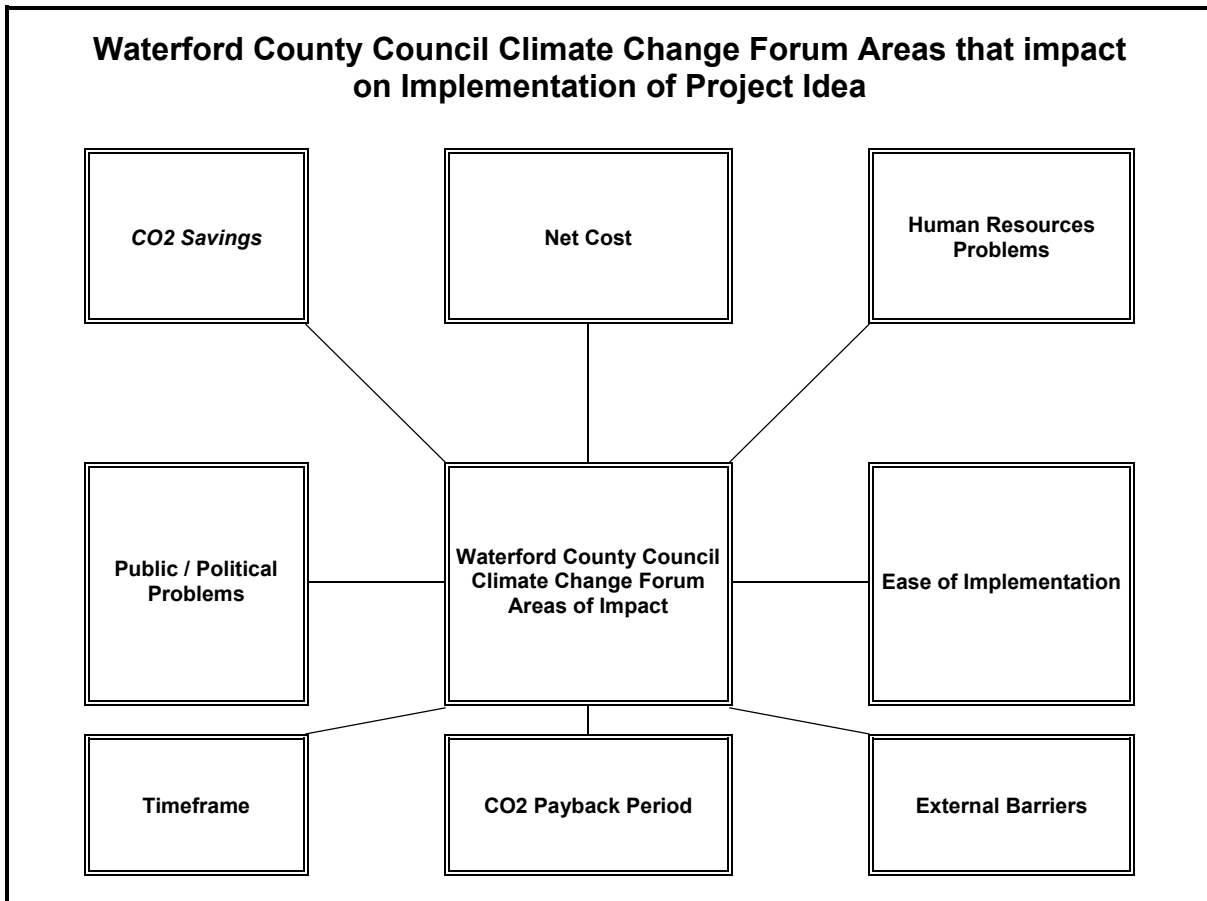 Waterford County Council Climate Change Forum Areas that impact
on Implementation of Project Idea
CO2 Savings
Net Cost
Human Resources
Problems
Public / Political
Problems
Waterford County Council
Climate Change Forum
Areas of Impact
Ease of Implementation
Timeframe
CO2 Payback Period
External Barriers